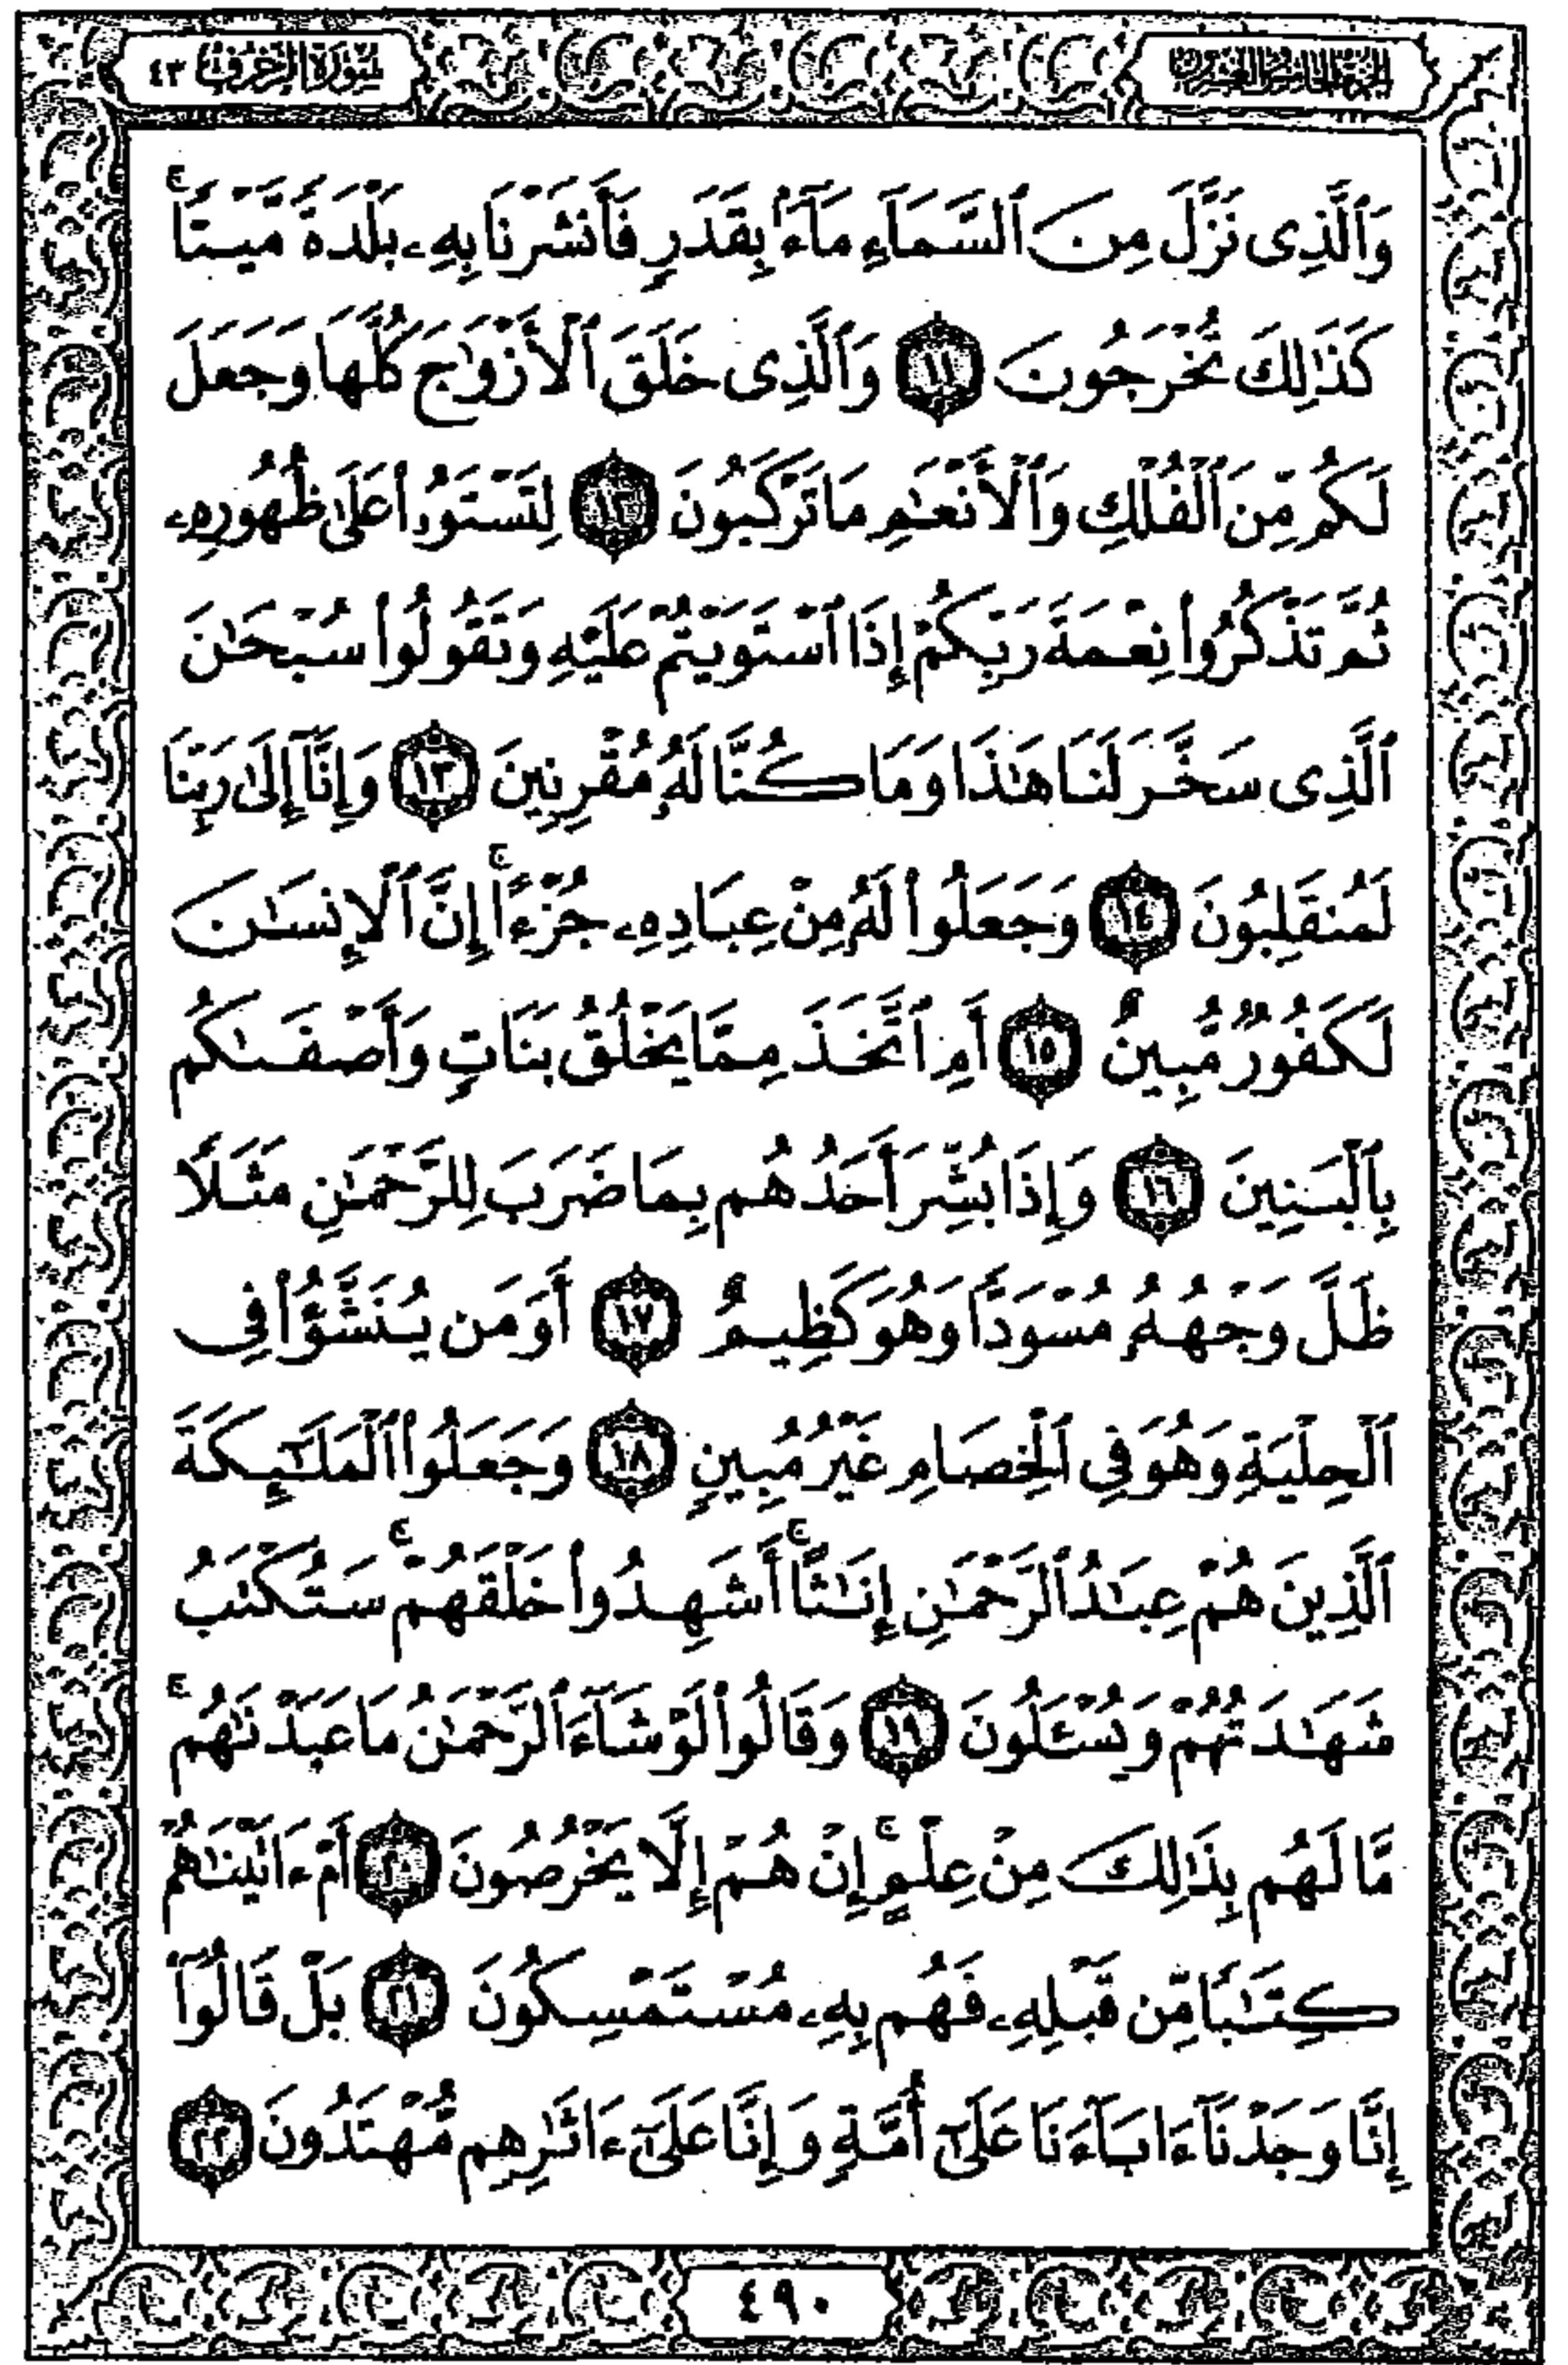 الجزء الخامس والعشرون
سورة الزخرف ٤٣
وَٱلَّذِى نَزَّلَ مِنَ ٱلسَّمَآءِ مَآءًۢ بِقَدَرٍ فَأَنشَرْنَا بِهِۦ بَلْدَةً مَّيْتًا ۚ
كَذَٰلِكَ تُخْرَجُونَ ١١ وَٱلَّذِى خَلَقَ ٱلْأَزْوَٰجَ كُلَّهَا وَجَعَلَ
لَكُم مِّنَ ٱلْفُلْكِ وَٱلْأَنْعَٰمِ مَا تَرْكَبُونَ ١٢ لِتَسْتَوُۥا۟ عَلَىٰ ظُهُورِهِۦ
ثُمَّ تَذْكُرُوا۟ نِعْمَةَ رَبِّكُمْ إِذَا ٱسْتَوَيْتُمْ عَلَيْهِ وَتَقُولُوا۟ سُبْحَٰنَ
ٱلَّذِى سَخَّرَ لَنَا هَٰذَا وَمَا كُنَّا لَهُۥ مُقْرِنِينَ ١٣ وَإِنَّآ إِلَىٰ رَبِّنَا
لَمُنقَلِبُونَ ١٤ وَجَعَلُوا۟ لَهُۥ مِنْ عِبَادِهِۦ جُزْءًا ۚ إِنَّ ٱلْإِنسَٰنَ
لَكَفُورٌ مُّبِينٌ ١٥ أَمِ ٱتَّخَذَ مِمَّا يَخْلُقُ بَنَاتٍ وَأَصْفَىٰكُم
بِٱلْبَنِينَ ١٦ وَإِذَا بُشِّرَ أَحَدُهُم بِمَا ضَرَبَ لِلرَّحْمَٰنِ مَثَلًا
ظَلَّ وَجْهُهُۥ مُسْوَدًّا وَهُوَ كَظِيمٌ ١٧ أَوَمَن يُنَشَّؤُا۟ فِى
ٱلْحِلْيَةِ وَهُوَ فِى ٱلْخِصَامِ غَيْرُ مُبِينٍ ١٨ وَجَعَلُوا۟ ٱلْمَلَٰٓئِكَةَ
ٱلَّذِينَ هُمْ عِبَٰدُ ٱلرَّحْمَٰنِ إِنَٰثًا ۚ أَشَهِدُوا۟ خَلْقَهُمْ ۚ سَتُكْتَبُ
شَهَٰدَتُهُمْ وَيُسْـَٔلُونَ ١٩ وَقَالُوا۟ لَوْ شَآءَ ٱلرَّحْمَٰنُ مَا عَبَدْنَٰهُم ۚ
مَّا لَهُم بِذَٰلِكَ مِنْ عِلْمٍ ۖ إِنْ هُمْ إِلَّا يَخْرُصُونَ ٢٠ أَمْ ءَاتَيْنَٰهُمْ
كِتَٰبًا مِّن قَبْلِهِۦ فَهُم بِهِۦ مُسْتَمْسِكُونَ ٢١ بَلْ قَالُوٓا۟
إِنَّا وَجَدْنَآ ءَابَآءَنَا عَلَىٰٓ أُمَّةٍ وَإِنَّا عَلَىٰٓ ءَاثَٰرِهِم مُّهْتَدُونَ ٢٢
٤٩٠